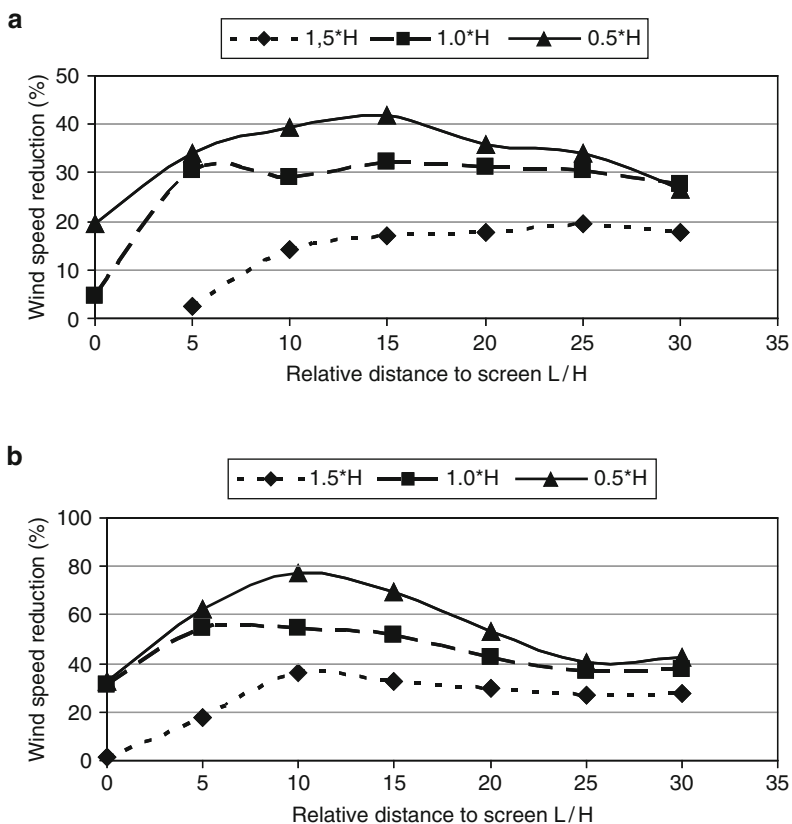 a
1,5*H 1.0*H 0.5*H
Wind speed reduction (%)
50
40
30
20
10
0
0 5 10 15 20 25 30 35
Relative distance to screen L/H
b
1.5*H 1.0*H 0.5*H
Wind speed reduction (%)
100
80
60
40
20
0
0 5 10 15 20 25 30 35
Relative distance to screen L/H